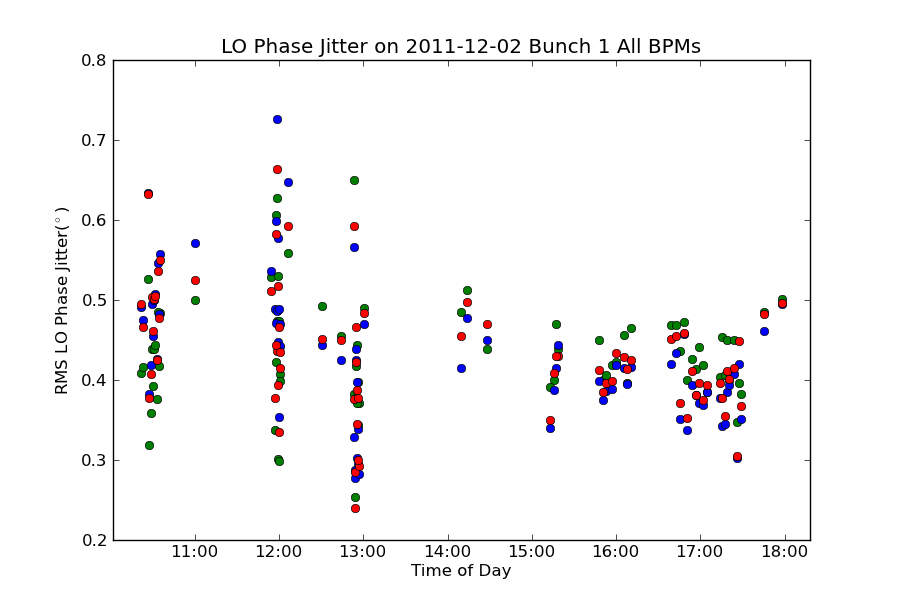 LO Phase Jitter on 2011-12-02 Bunch 1 All BPMs
0.8
0.7
0.6
0.5
0.4
0.3
0.2
RMS LO Phase Jitter(°)
11:00 12:00 13:00 14:00 15:00 16:00 17:00 18:00
Time of Day